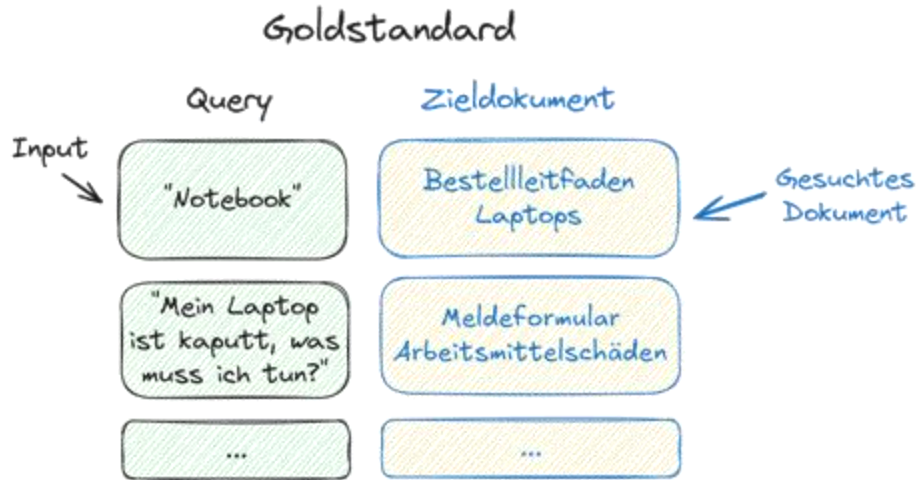 Goldstandard
Query
Zieldokument
Input
"Notebook"
Bestellleitfaden
Laptops
Gesuchtes
Dokument
"Mein Laptop
ist kaputt, was
muss ich tun?"
Meldeformular
Arbeitsmittelschäden
...
...